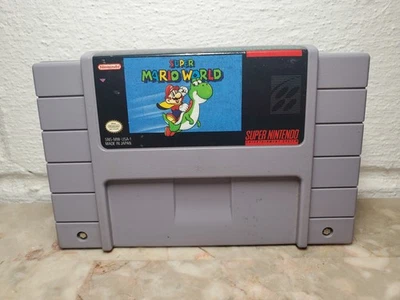 Nintendo
SUPER
MARIO WORLD
SNS-MW-USA-1
MADE IN JAPAN
SUPER NINTENDO